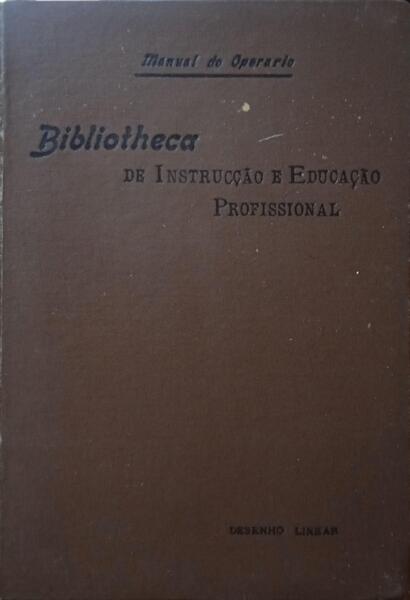 Manual do Operario
Bibliotheca
DE INSTRUCÇÃO E EDUCAÇÃO
PROFISSIONAL
DESENHO LINEAR